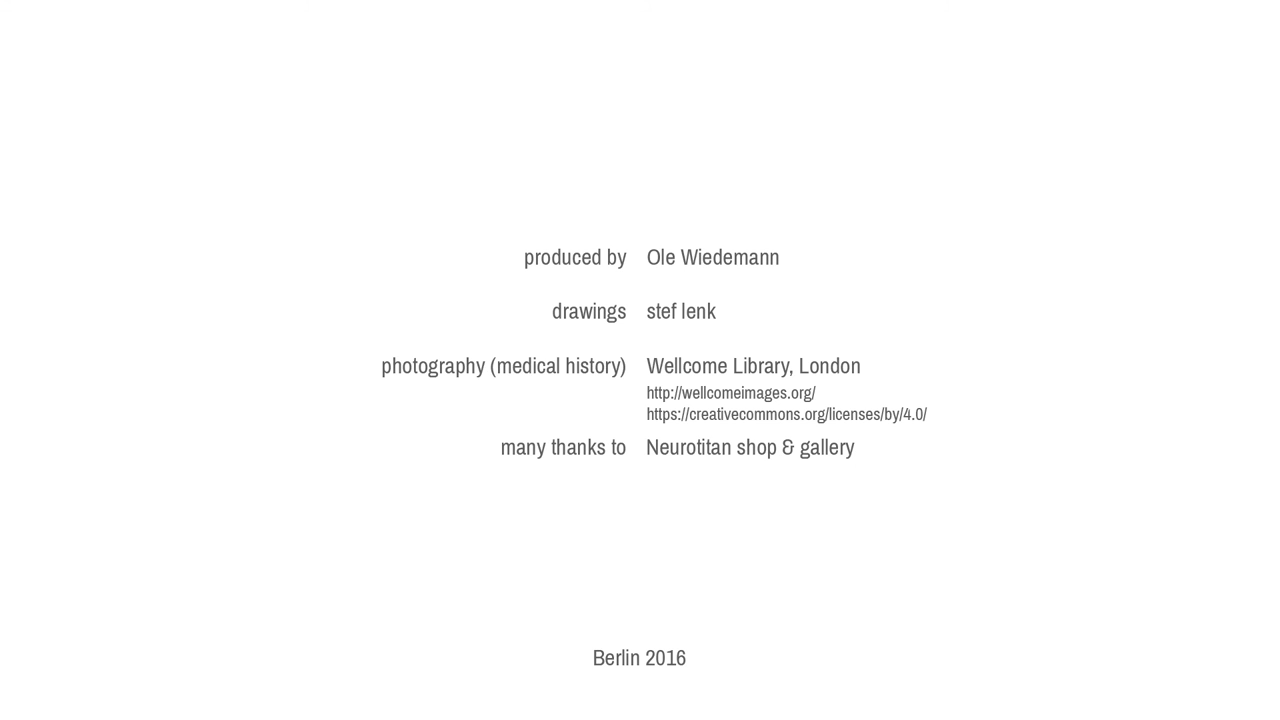 produced by Ole Wiedemann
drawings stef lenk
photography (medical history) Wellcome Library, London
http://wellcomeimages.org/
https://creativecommons.org/licenses/by/4.0/
many thanks to Neurotitan shop & gallery
Berlin 2016